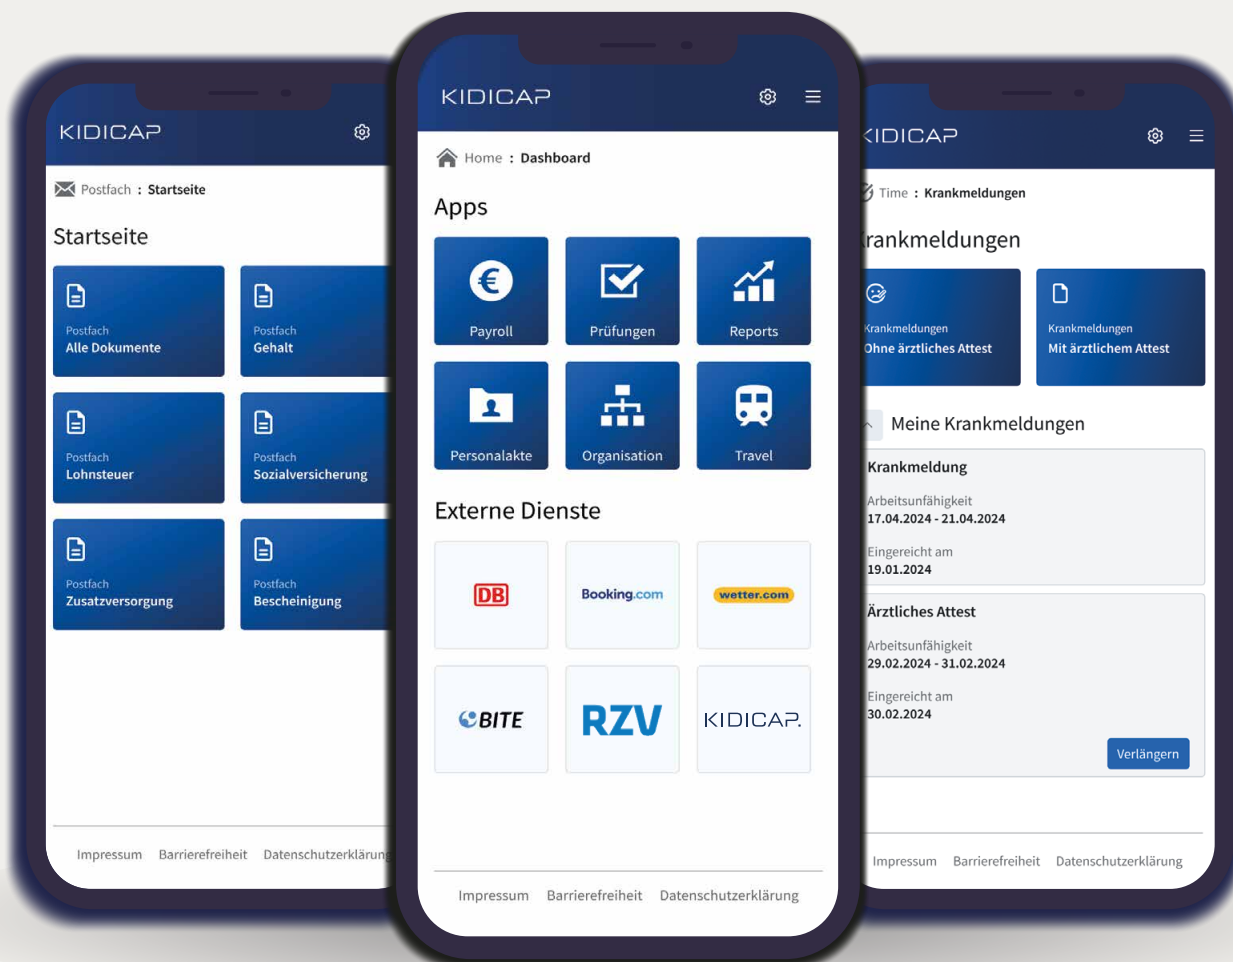 KIDICAP
Postfach : Startseite
Startseite
Postfach
Alle Dokumente
Postfach
Gehalt
Postfach
Lohnsteuer
Postfach
Sozialversicherung
Postfach
Zusatzversorgung
Postfach
Bescheinigung
Impressum Barrierefreiheit Datenschutzerklärung
KIDICAP
Home : Dashboard
Apps
Payroll
Prüfungen
Reports
Personalakte
Organisation
Travel
Externe Dienste
DB
Booking.com
wetter.com
BITE
RZV
KIDICAP.
Impressum Barrierefreiheit Datenschutzerklärung
KIDICAP
Time : Krankmeldungen
Krankmeldungen
Krankmeldungen
Ohne ärztliches Attest
Krankmeldungen
Mit ärztlichem Attest
Meine Krankmeldungen
Krankmeldung
Arbeitsunfähigkeit
17.04.2024 - 21.04.2024
Eingereicht am
19.01.2024
Ärztliches Attest
Arbeitsunfähigkeit
29.02.2024 - 31.02.2024
Eingereicht am
30.02.2024
Verlängern
Impressum Barrierefreiheit Datenschutzerklärung